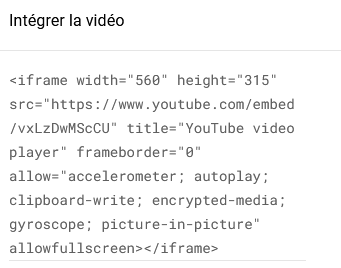 Intégrer la vidéo
<iframe width="560" height="315"
src="https://www.youtube.com/embed
/vxLzDwMScCU" title="YouTube video
player" frameborder="0"
allow="accelerometer; autoplay;
clipboard-write; encrypted-media;
gyroscope; picture-in-picture"
allowfullscreen></iframe>